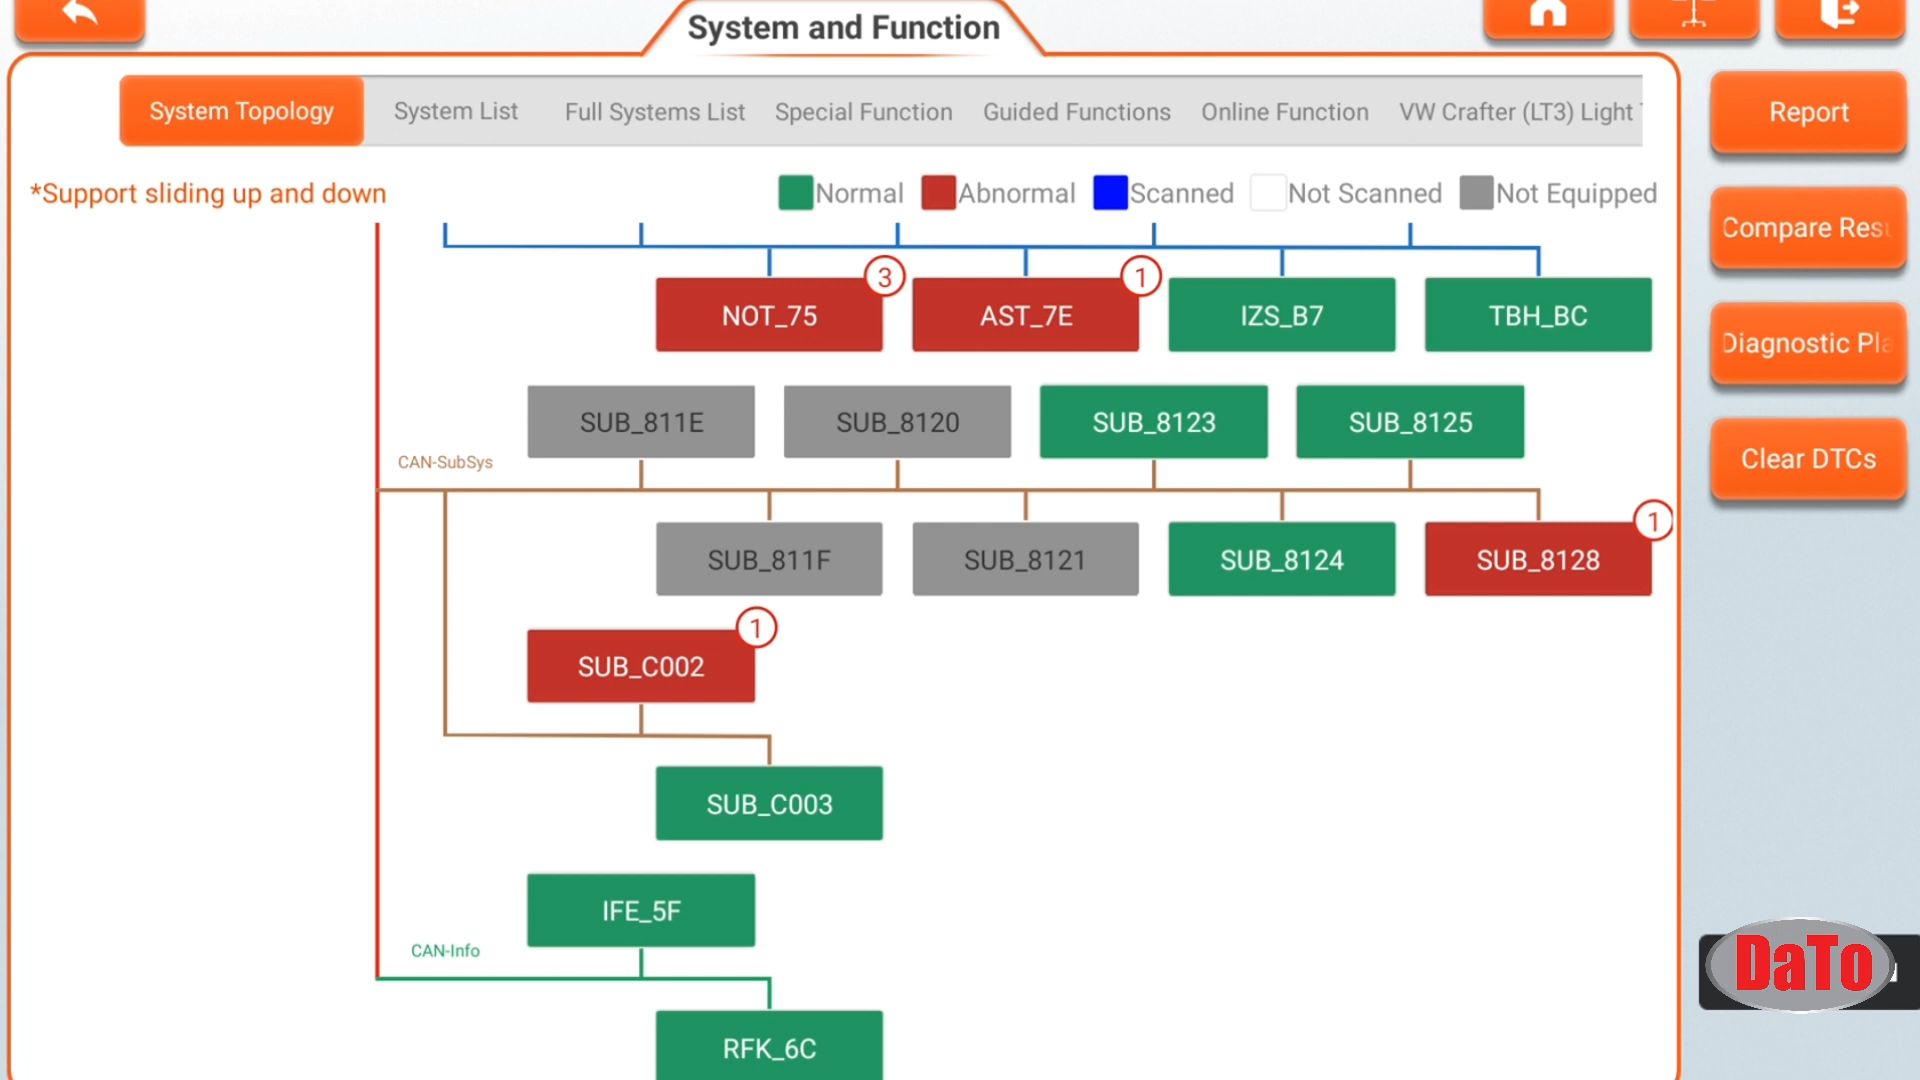 System and Function
System Topology
System List
Full Systems List
Special Function
Guided Functions
Online Function
VW Crafter (LT3) Light
Report
*Support sliding up and down
Normal
Abnormal
Scanned
Not Scanned
Not Equipped
Compare Resu
3
1
NOT_75
AST_7E
IZS_B7
TBH_BC
Diagnostic Pla
SUB_811E
SUB_8120
SUB_8123
SUB_8125
CAN-SubSys
Clear DTCs
1
SUB_811F
SUB_8121
SUB_8124
SUB_8128
1
SUB_C002
SUB_C003
IFE_5F
CAN-Info
DaTo
RFK_6C